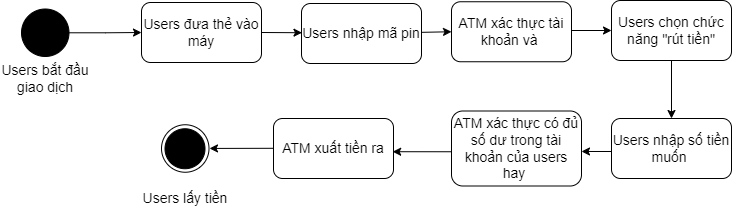 Users bắt đầu
giao dịch
Users đưa thẻ vào
máy
Users nhập mã pin
ATM xác thực tài
khoản và
Users chọn chức
năng "rút tiền"
Users nhập số tiền
muốn
ATM xác thực có đủ
số dư trong tài
khoản của users
hay
ATM xuất tiền ra
Users lấy tiền